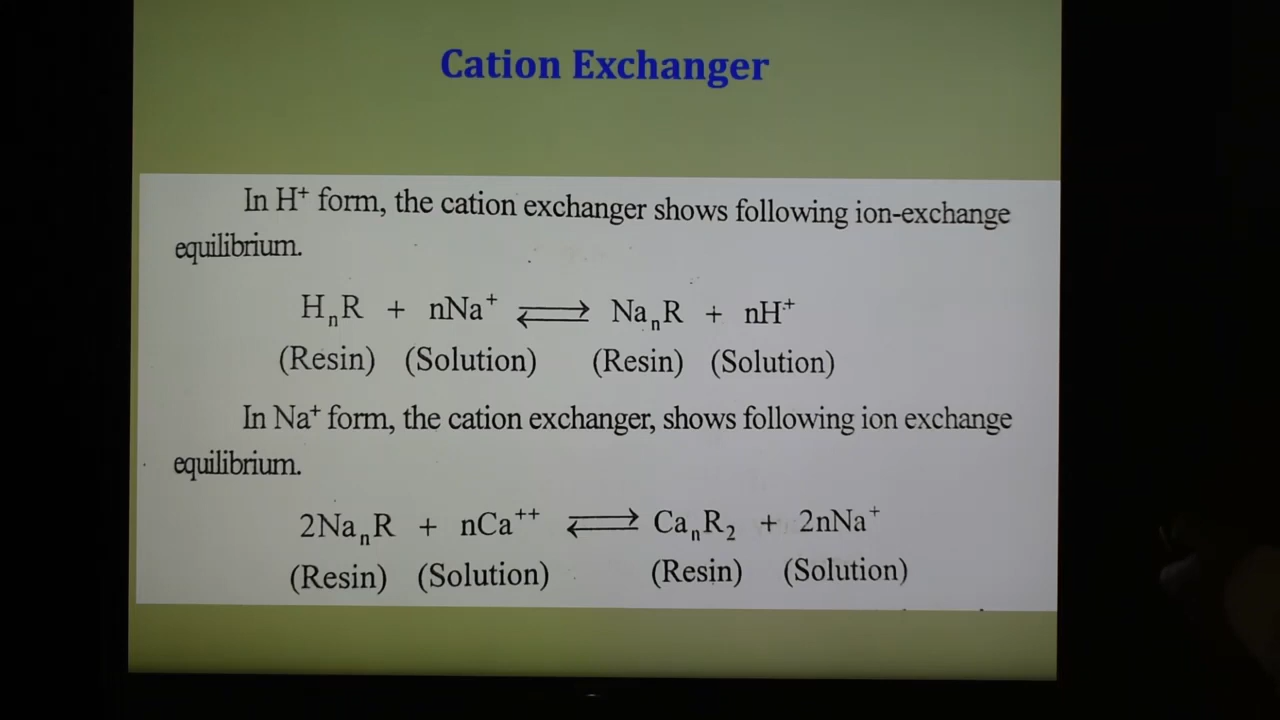 Cation Exchanger
In H⁺ form, the cation exchanger shows following ion-exchange
equilibrium.
HₙR + nNa⁺ ⇌ NaₙR + nH⁺
(Resin) (Solution) (Resin) (Solution)
In Na⁺ form, the cation exchanger, shows following ion exchange
equilibrium.
2NaₙR + nCa⁺⁺ ⇌ CaₙR₂ + 2nNa⁺
(Resin) (Solution) (Resin) (Solution)